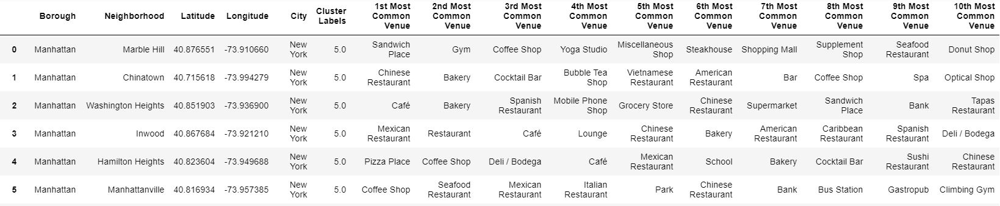 Borough Neighborhood Latitude Longitude City Cluster Labels 1st Most Common Venue 2nd Most Common Venue 3rd Most Common Venue 4th Most Common Venue 5th Most Common Venue 6th Most Common Venue 7th Most Common Venue 8th Most Common Venue 9th Most Common Venue 10th Most Common Venue
0 Manhattan Marble Hill 40.876551 -73.910660 New York 5.0 Sandwich Place Gym Coffee Shop Yoga Studio Miscellaneous Shop Steakhouse Shopping Mall Supplement Shop Seafood Restaurant Donut Shop
1 Manhattan Chinatown 40.715618 -73.994279 New York 5.0 Chinese Restaurant Bakery Cocktail Bar Bubble Tea Shop Vietnamese Restaurant American Restaurant Bar Coffee Shop Spa Optical Shop
2 Manhattan Washington Heights 40.851903 -73.936900 New York 5.0 Café Bakery Spanish Restaurant Mobile Phone Shop Grocery Store Chinese Restaurant Supermarket Sandwich Place Bank Tapas Restaurant
3 Manhattan Inwood 40.867684 -73.921210 New York 5.0 Mexican Restaurant Restaurant Café Lounge Chinese Restaurant Bakery American Restaurant Caribbean Restaurant Spanish Restaurant Deli / Bodega
4 Manhattan Hamilton Heights 40.823604 -73.949688 New York 5.0 Pizza Place Coffee Shop Deli / Bodega Café Mexican Restaurant School Bakery Cocktail Bar Sushi Restaurant Chinese Restaurant
5 Manhattan Manhattanville 40.816934 -73.957385 New York 5.0 Coffee Shop Seafood Restaurant Mexican Restaurant Italian Restaurant Park Chinese Restaurant Bank Bus Station Gastropub Climbing Gym